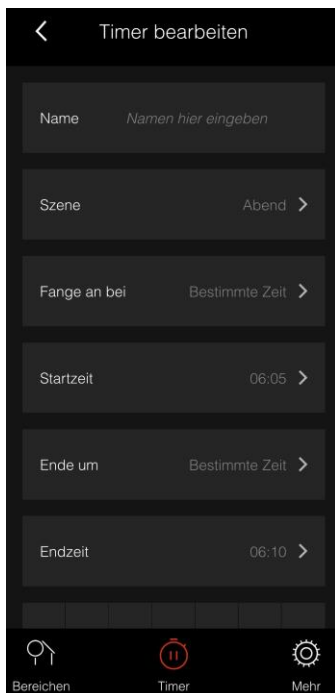 Timer bearbeiten
Name Namen hier eingeben
Szene Abend
Fange an bei Bestimmte Zeit
Startzeit 06:05
Ende um Bestimmte Zeit
Endzeit 06:10
Bereichen Timer Mehr